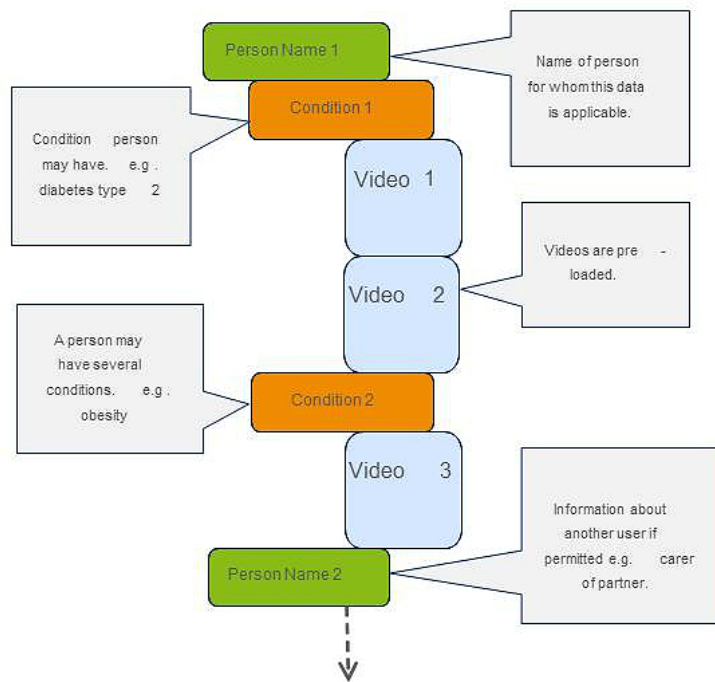 Person Name 1
Name of person
for whom this data
is applicable.
Condition 1
Condition person
may have. e.g .
diabetes type 2
Video 1
Videos are pre -
loaded.
Video 2
A person may
have several
conditions. e.g .
obesity
Condition 2
Video 3
Information about
another user if
permitted e.g. carer
of partner.
Person Name 2